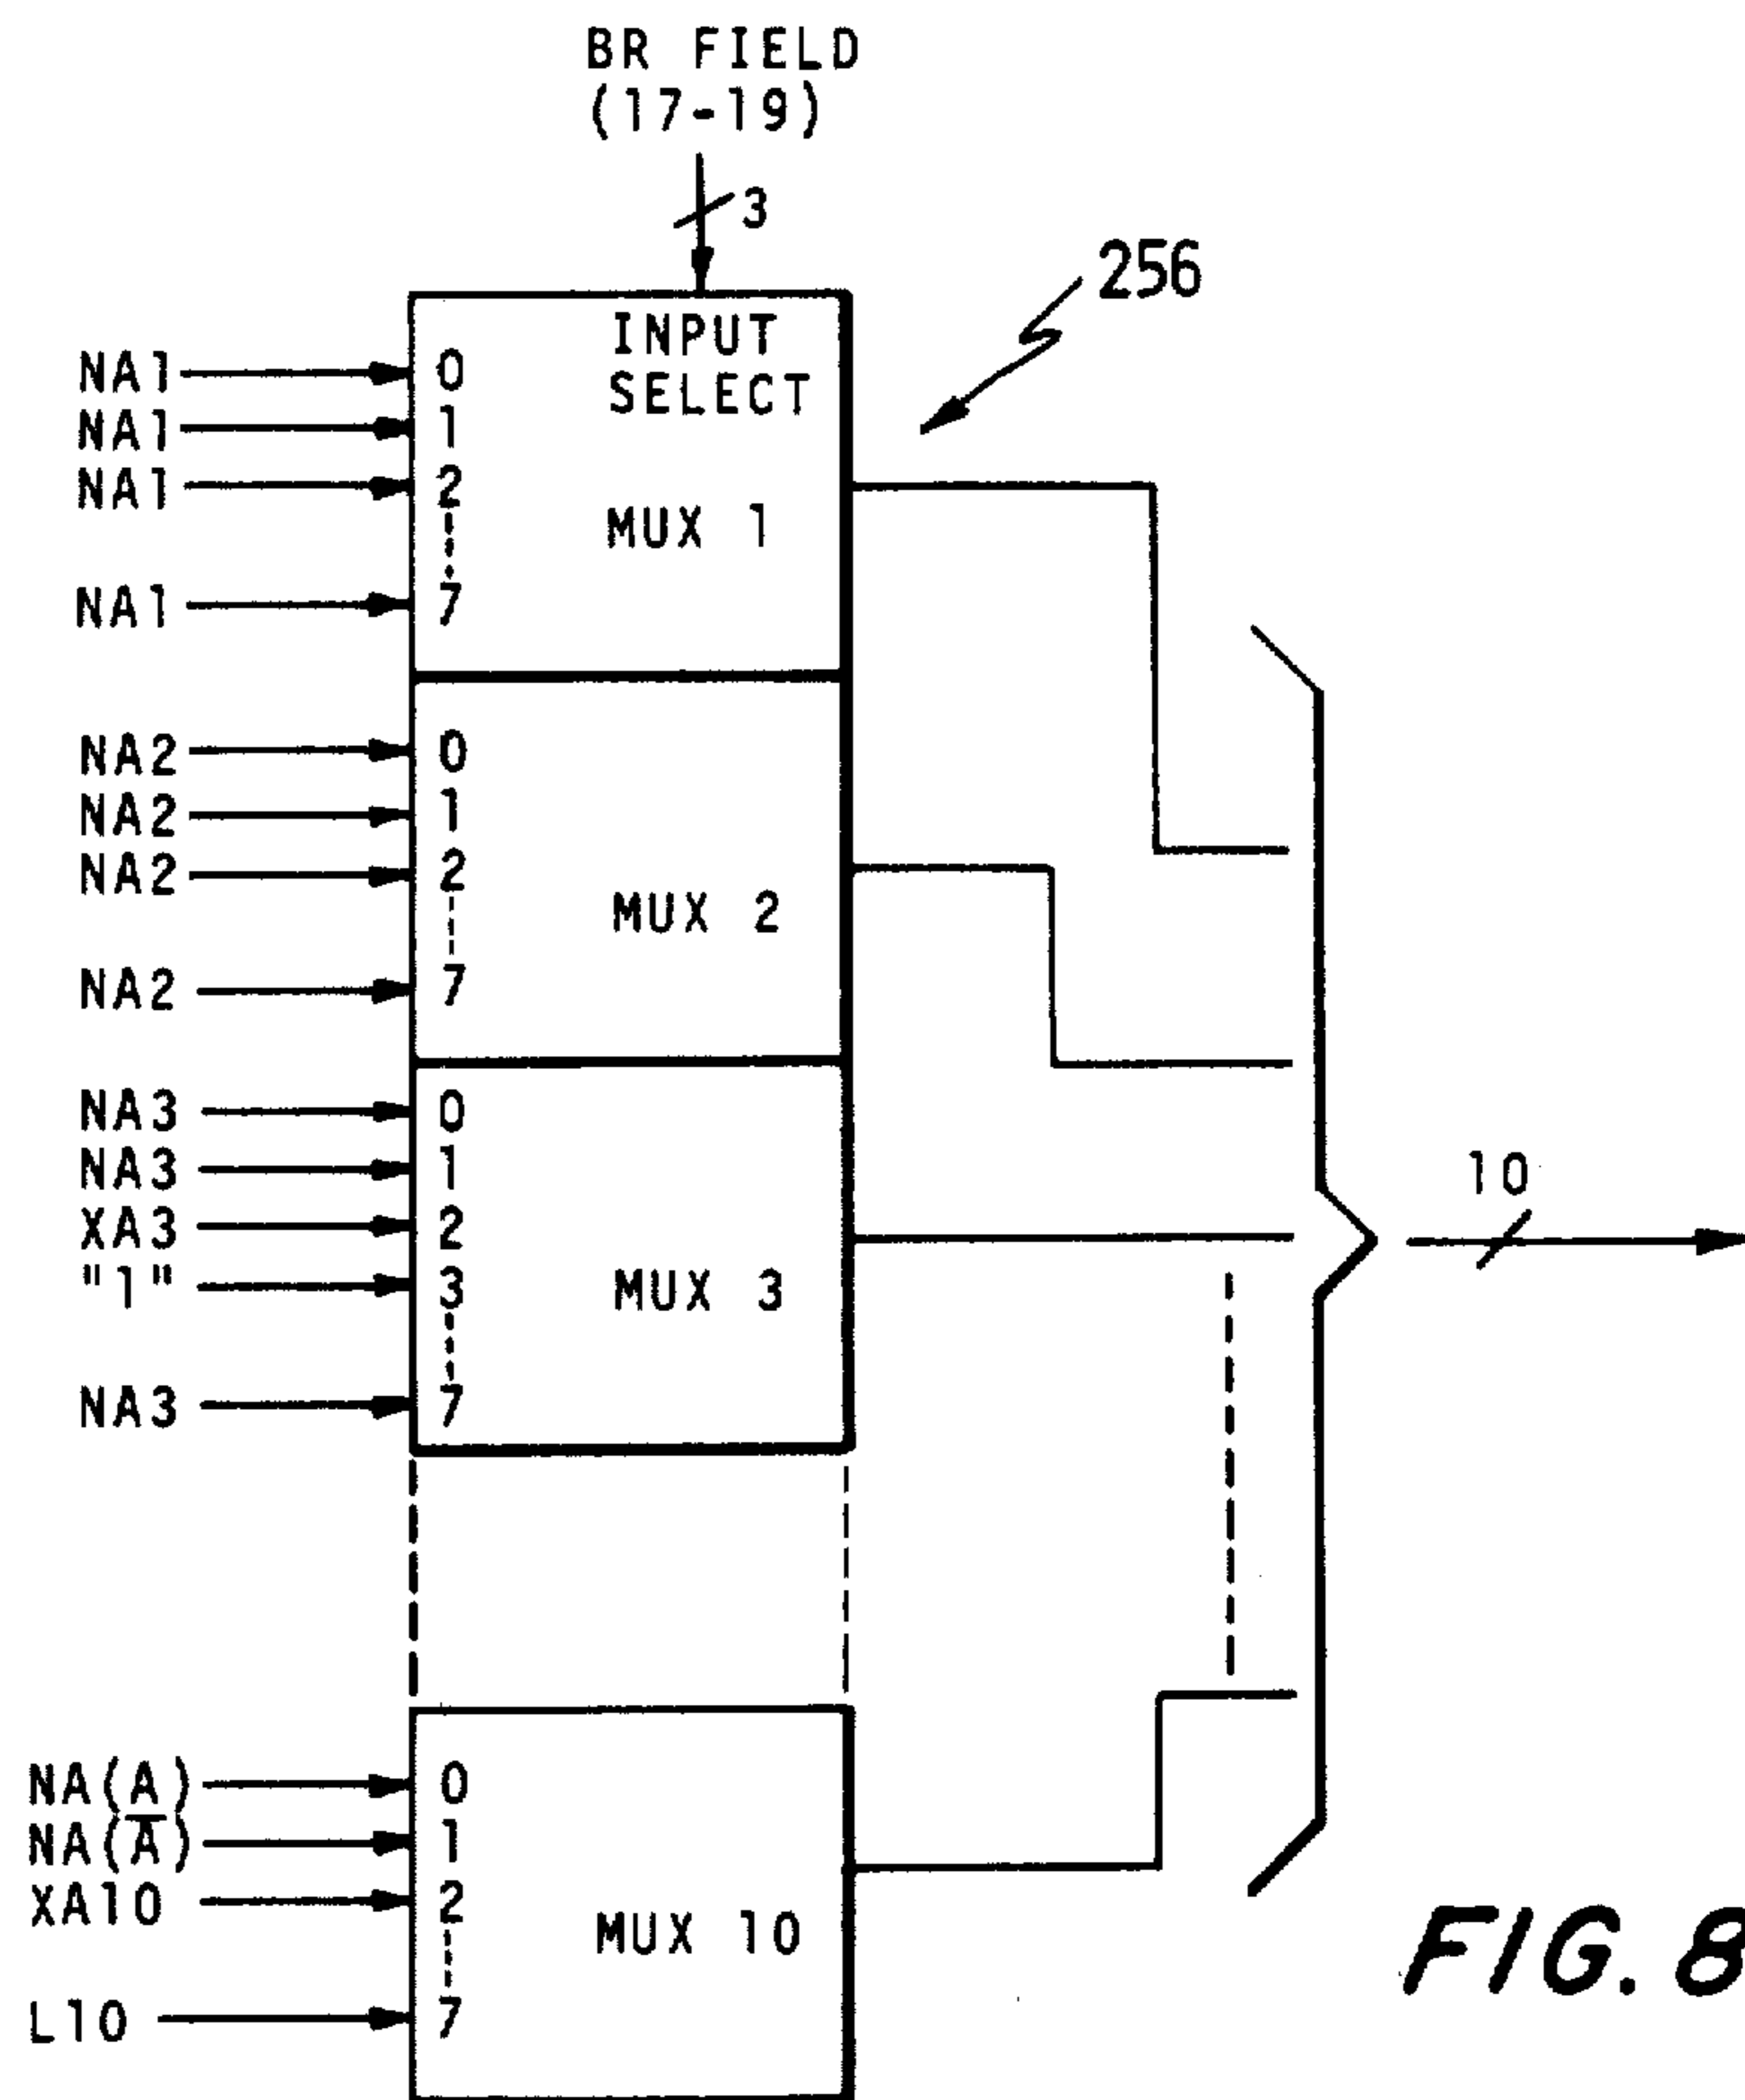 BR FIELD
(17-19)
3
256
INPUT
SELECT
NA1 0
NA1 1
NA1 2
MUX 1
NA1 7
NA2 0
NA2 1
NA2 2
MUX 2
NA2 7
NA3 0
NA3 1
XA3 2
"1" 3
MUX 3
NA3 7
10
NA(A) 0
NA(A̅) 1
XA10 2
MUX 10
L10 7
FIG. 8